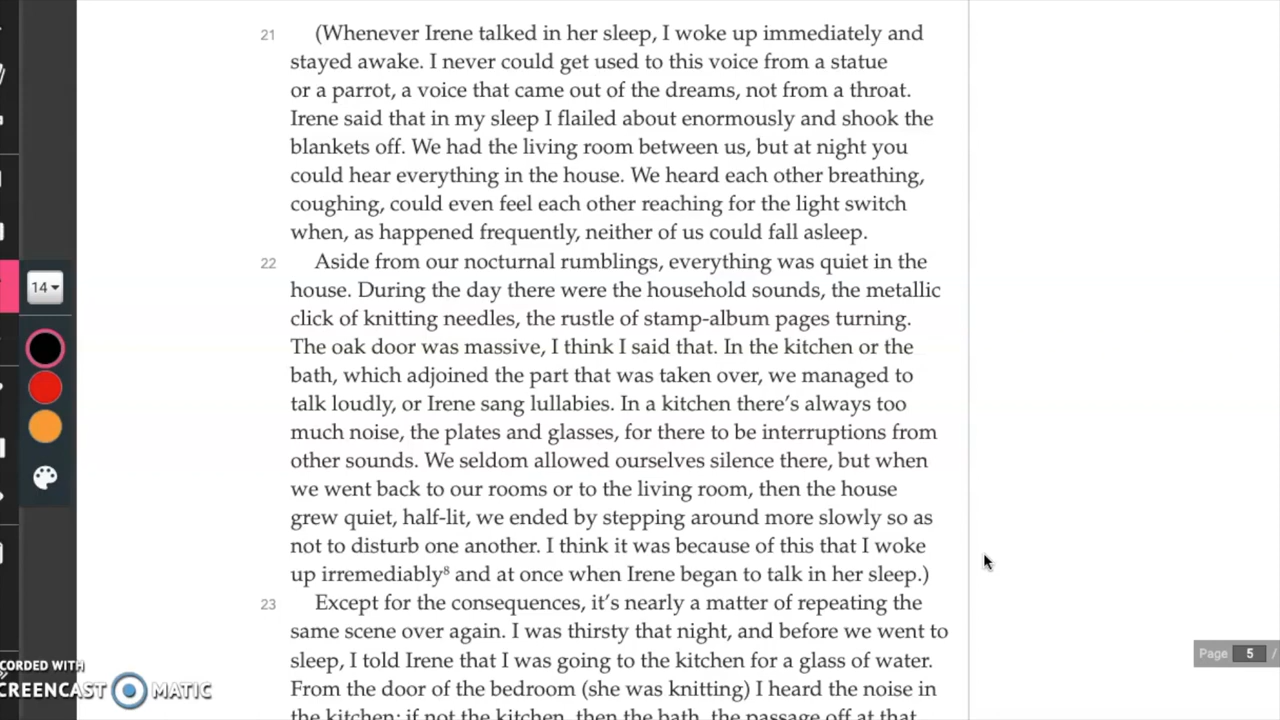 21 (Whenever Irene talked in her sleep, I woke up immediately and
stayed awake. I never could get used to this voice from a statue
or a parrot, a voice that came out of the dreams, not from a throat.
Irene said that in my sleep I flailed about enormously and shook the
blankets off. We had the living room between us, but at night you
could hear everything in the house. We heard each other breathing,
coughing, could even feel each other reaching for the light switch
when, as happened frequently, neither of us could fall asleep.
22 Aside from our nocturnal rumblings, everything was quiet in the
house. During the day there were the household sounds, the metallic
click of knitting needles, the rustle of stamp-album pages turning.
The oak door was massive, I think I said that. In the kitchen or the
bath, which adjoined the part that was taken over, we managed to
talk loudly, or Irene sang lullabies. In a kitchen there’s always too
much noise, the plates and glasses, for there to be interruptions from
other sounds. We seldom allowed ourselves silence there, but when
we went back to our rooms or to the living room, then the house
grew quiet, half-lit, we ended by stepping around more slowly so as
not to disturb one another. I think it was because of this that I woke
up irremediably⁸ and at once when Irene began to talk in her sleep.)
23 Except for the consequences, it’s nearly a matter of repeating the
same scene over again. I was thirsty that night, and before we went to
sleep, I told Irene that I was going to the kitchen for a glass of water.
From the door of the bedroom (she was knitting) I heard the noise in
the kitchen; if not the kitchen, then the bath, the passage off at that
14
Page 5 /
CORDED WITH
CREENCAST MATIC